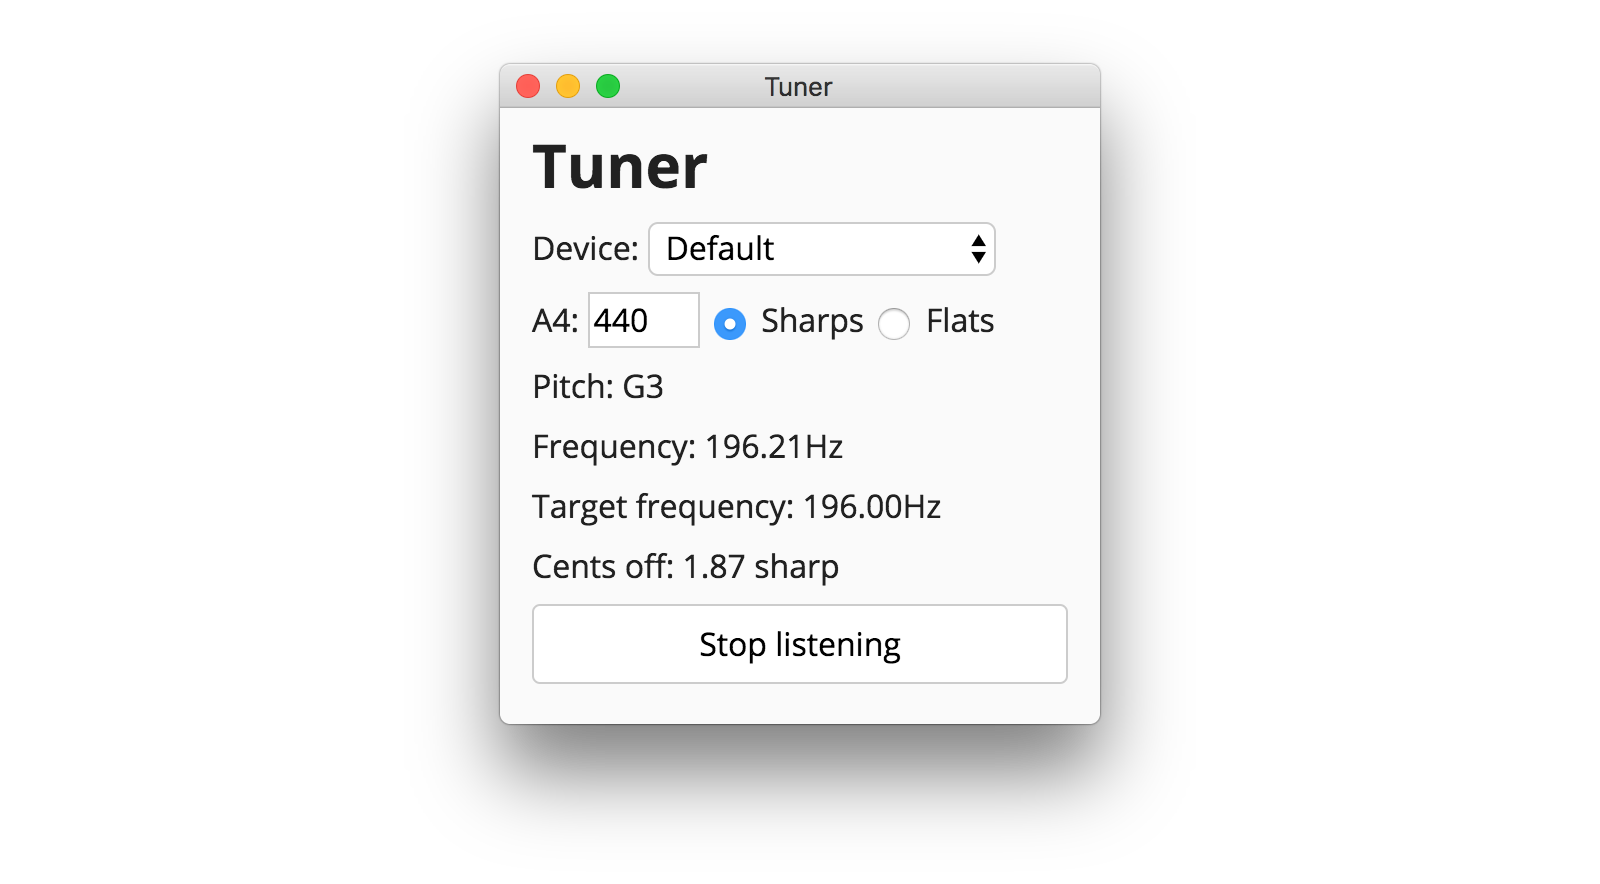 Tuner
Tuner
Device: Default
A4: 440 Sharps Flats
Pitch: G3
Frequency: 196.21Hz
Target frequency: 196.00Hz
Cents off: 1.87 sharp
Stop listening